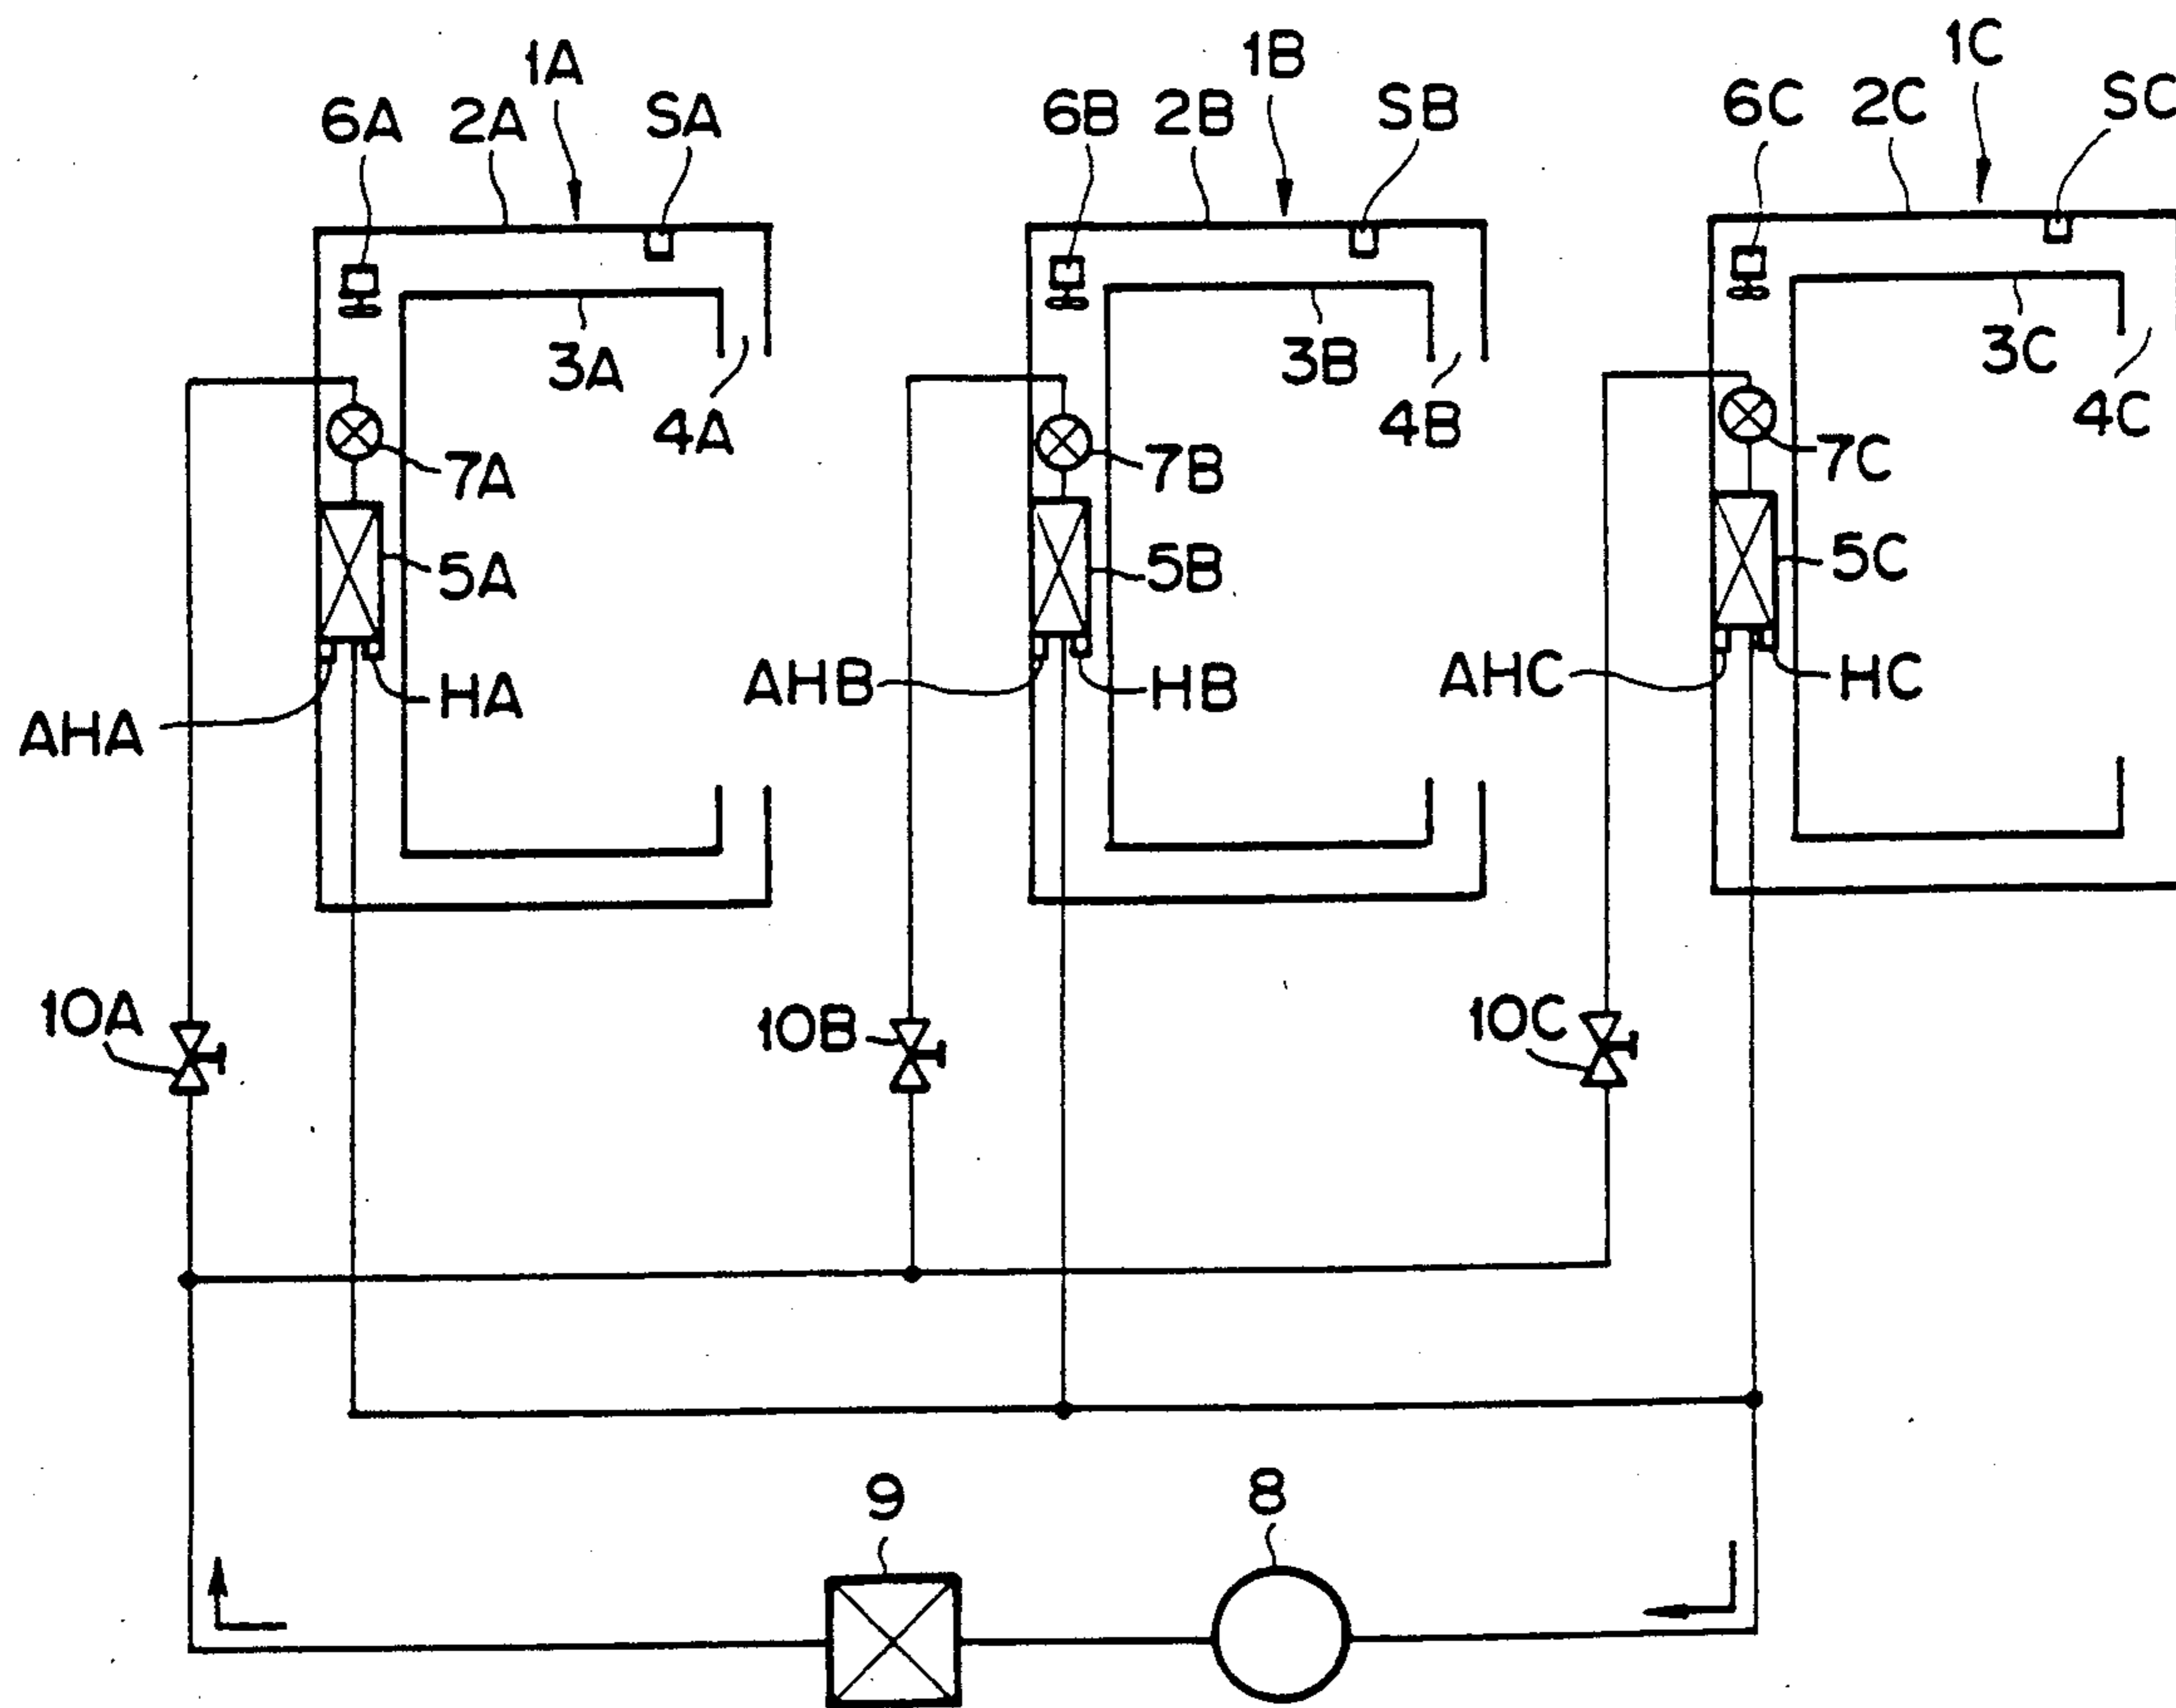 1A
1B
1C
6A 2A SA
6B 2B SB
6C 2C SC
3A
3B
3C
4A
4B
4C
7A
7B
7C
5A
5B
5C
AHA HA
AHB HB
AHC HC
10A
10B
10C
9
8